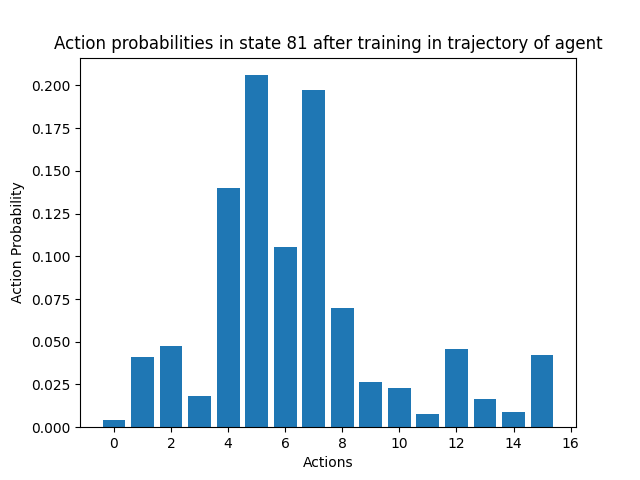 Action probabilities in state 81 after training in trajectory of agent
0.200
0.175
0.150
0.125
0.100
0.075
0.050
0.025
0.000
Action Probability
0 2 4 6 8 10 12 14 16
Actions